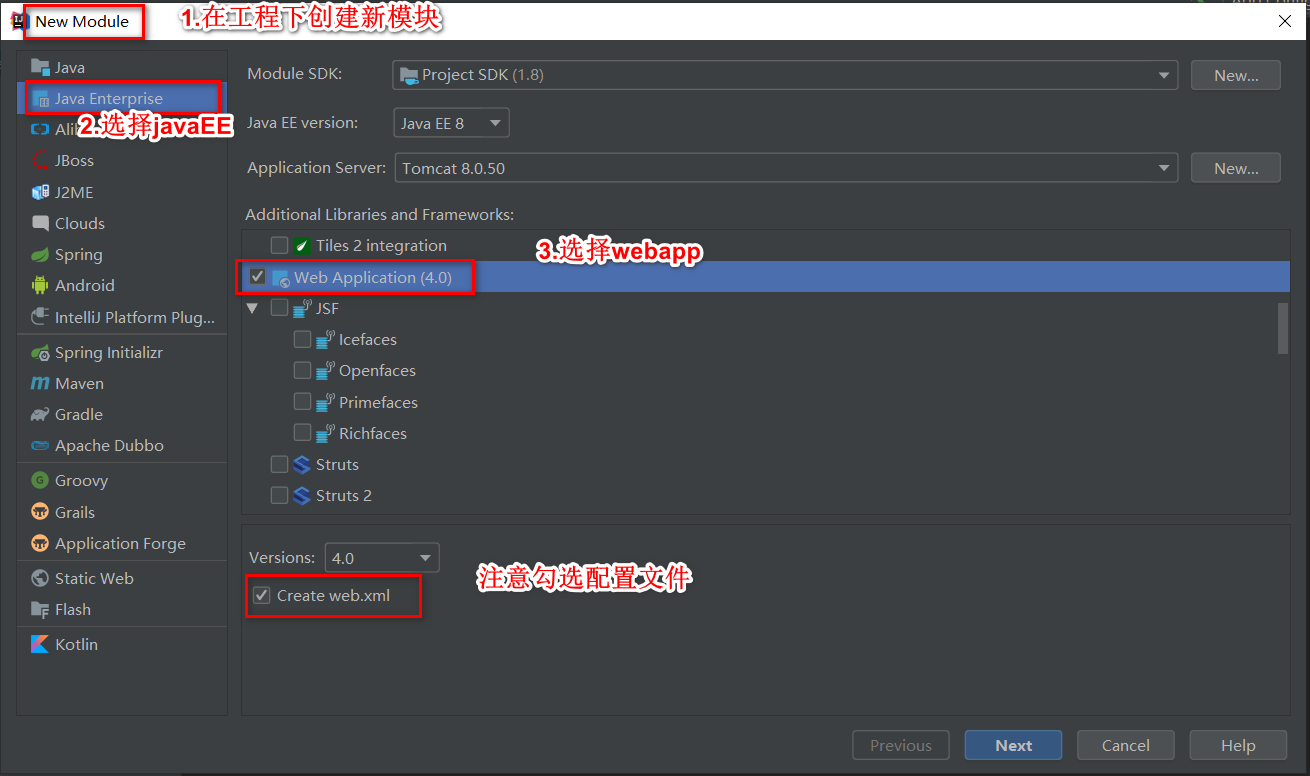 New Module
1.在工程下创建新模块
Java
Java Enterprise
2.选择javaEE
JBoss
J2ME
Clouds
Spring
Android
IntelliJ Platform Plug...
Spring Initializr
Maven
Gradle
Apache Dubbo
Groovy
Grails
Application Forge
Static Web
Flash
Kotlin
Module SDK:
Project SDK (1.8)
New...
Java EE version:
Java EE 8
Application Server:
Tomcat 8.0.50
New...
Additional Libraries and Frameworks:
Tiles 2 integration
3.选择webapp
Web Application (4.0)
JSF
Icefaces
Openfaces
Primefaces
Richfaces
Struts
Struts 2
Versions:
4.0
注意勾选配置文件
Create web.xml
Previous
Next
Cancel
Help